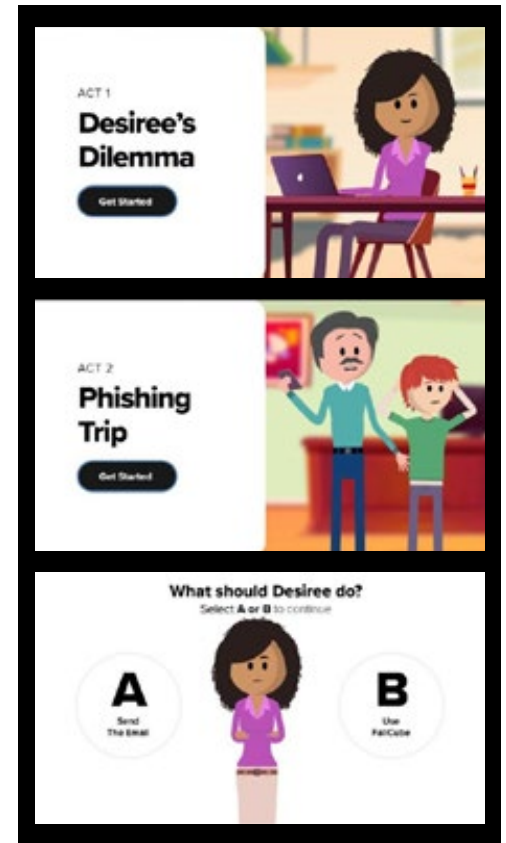 ACT 1
Desiree's
Dilemma
Get Started
ACT 2
Phishing
Trip
Get Started
What should Desiree do?
Select A or B to continue
A
Send
The Email
B
Use
FailCube